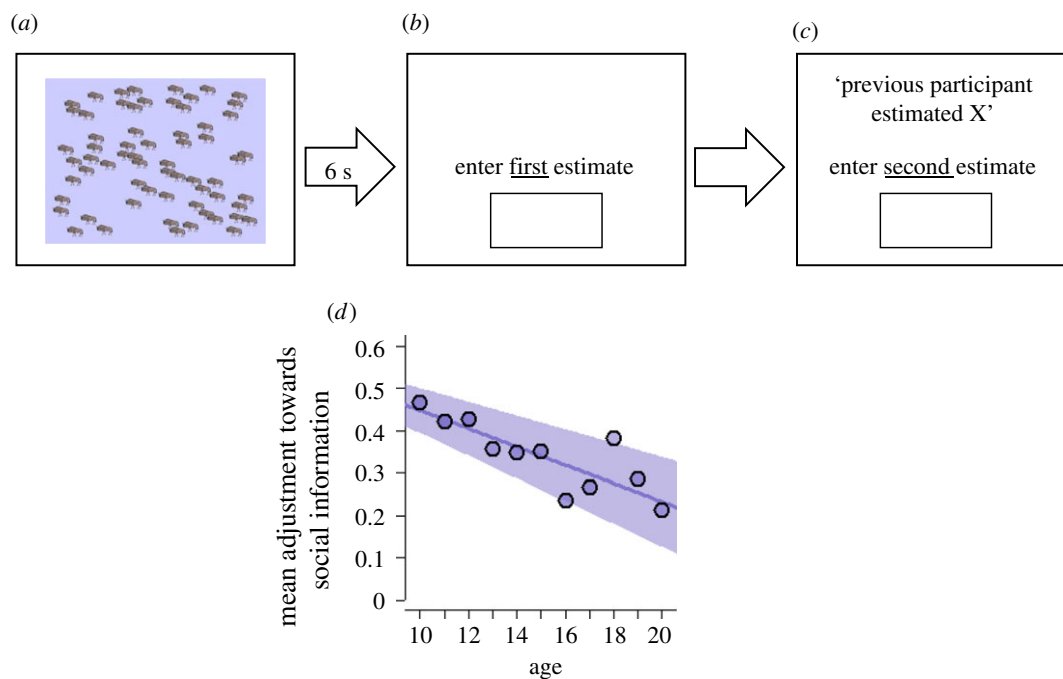 (a)
(b)
(c)
6 s
enter first estimate
‘previous participant
estimated X’
enter second estimate
(d)
mean adjustment towards
social information
0.6
0.5
0.4
0.3
0.2
0.1
0
10 12 14 16 18 20
age